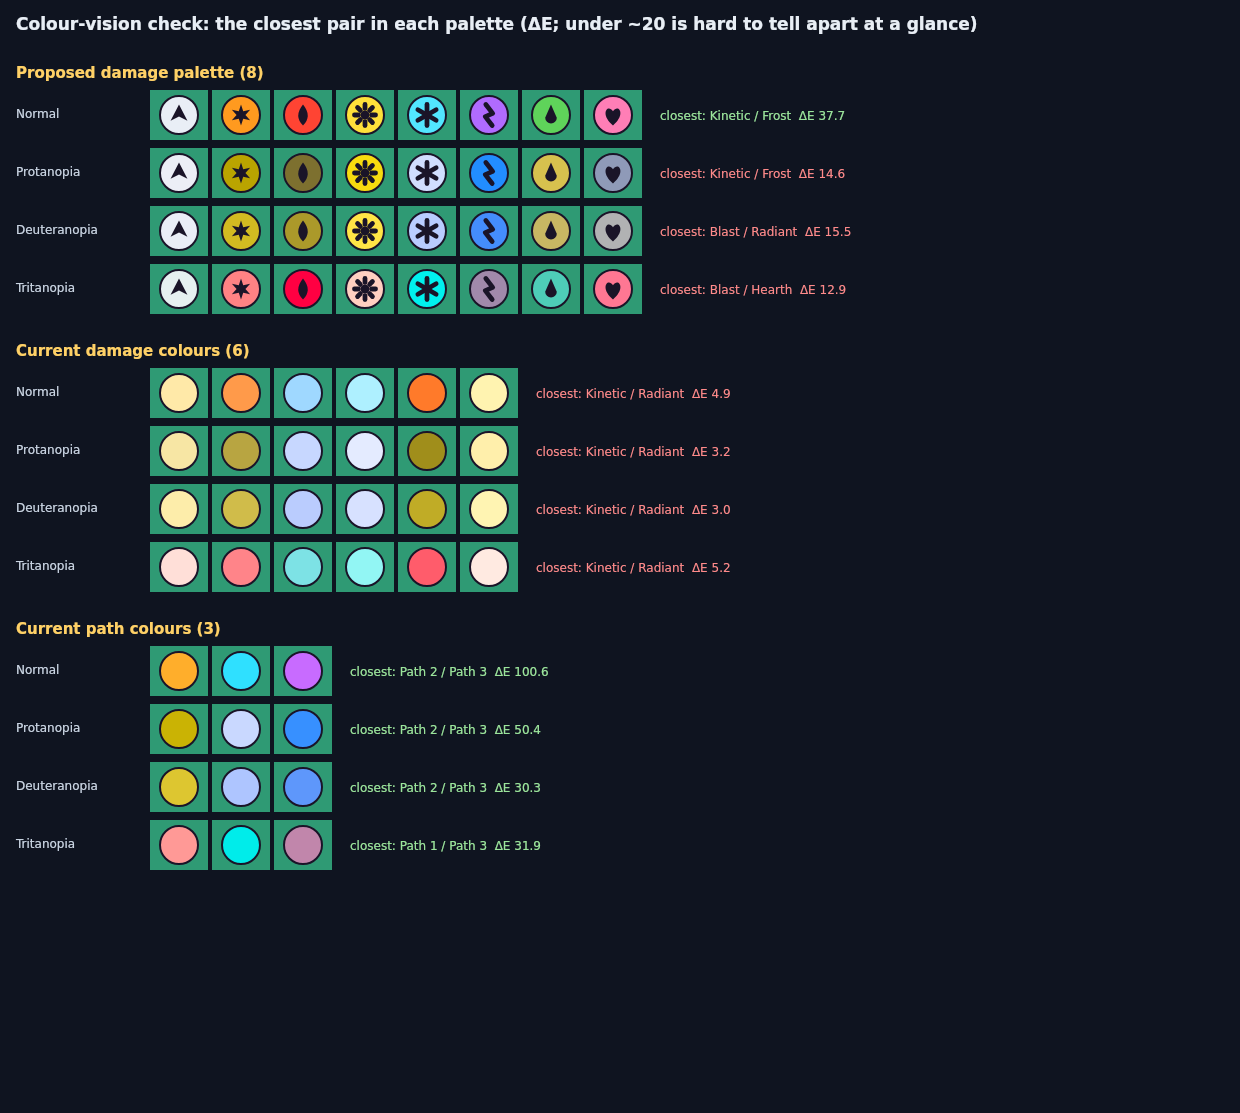 Colour-vision check: the closest pair in each palette (ΔE; under ~20 is hard to tell apart at a glance)
Proposed damage palette (8)
Normal closest: Kinetic / Frost ΔE 37.7
Protanopia closest: Kinetic / Frost ΔE 14.6
Deuteranopia closest: Blast / Radiant ΔE 15.5
Tritanopia closest: Blast / Hearth ΔE 12.9
Current damage colours (6)
Normal closest: Kinetic / Radiant ΔE 4.9
Protanopia closest: Kinetic / Radiant ΔE 3.2
Deuteranopia closest: Kinetic / Radiant ΔE 3.0
Tritanopia closest: Kinetic / Radiant ΔE 5.2
Current path colours (3)
Normal closest: Path 2 / Path 3 ΔE 100.6
Protanopia closest: Path 2 / Path 3 ΔE 50.4
Deuteranopia closest: Path 2 / Path 3 ΔE 30.3
Tritanopia closest: Path 1 / Path 3 ΔE 31.9